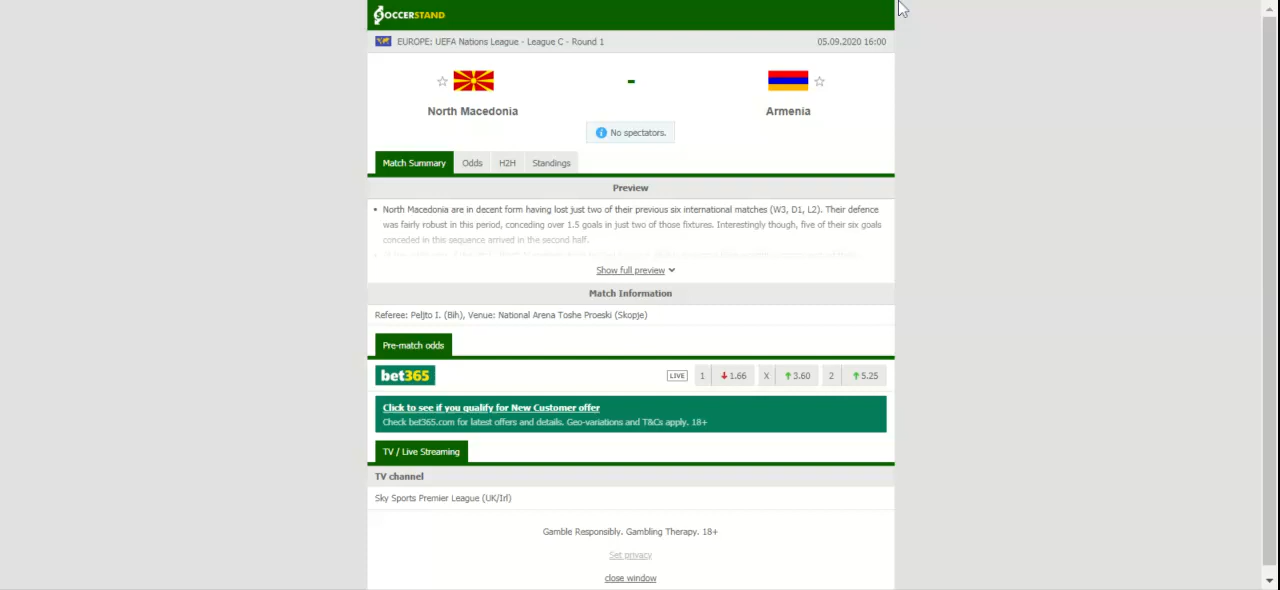 SOCCERSTAND
EUROPE: UEFA Nations League - League C - Round 1 05.09.2020 16:00
-
North Macedonia Armenia
No spectators.
Match Summary Odds H2H Standings
Preview
North Macedonia are in decent form having lost just two of their previous six international matches (W3, D1, L2). Their defence
was fairly robust in this period, conceding over 1.5 goals in just two of those fixtures. Interestingly though, five of their six goals
conceded in this sequence arrived in the second half.
Show full preview
Match Information
Referee: Peljto I. (Bih), Venue: National Arena Toshe Proeski (Skopje)
Pre-match odds
bet365 LIVE 1 1.66 X 3.60 2 5.25
Click to see if you qualify for New Customer offer
Check bet365.com for latest offers and details. Geo-variations and T&Cs apply. 18+
TV / Live Streaming
TV channel
Sky Sports Premier League (UK/Irl)
Gamble Responsibly. Gambling Therapy. 18+
Set privacy
close window